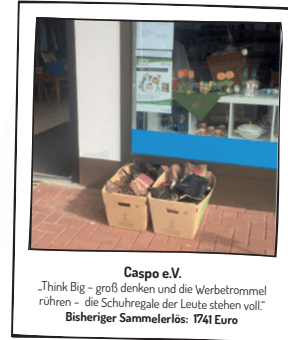 Caspo e.V.
„Think Big – groß denken und die Werbetrommel
rühren – die Schuhregale der Leute stehen voll.“
Bisheriger Sammelerlös: 1741 Euro